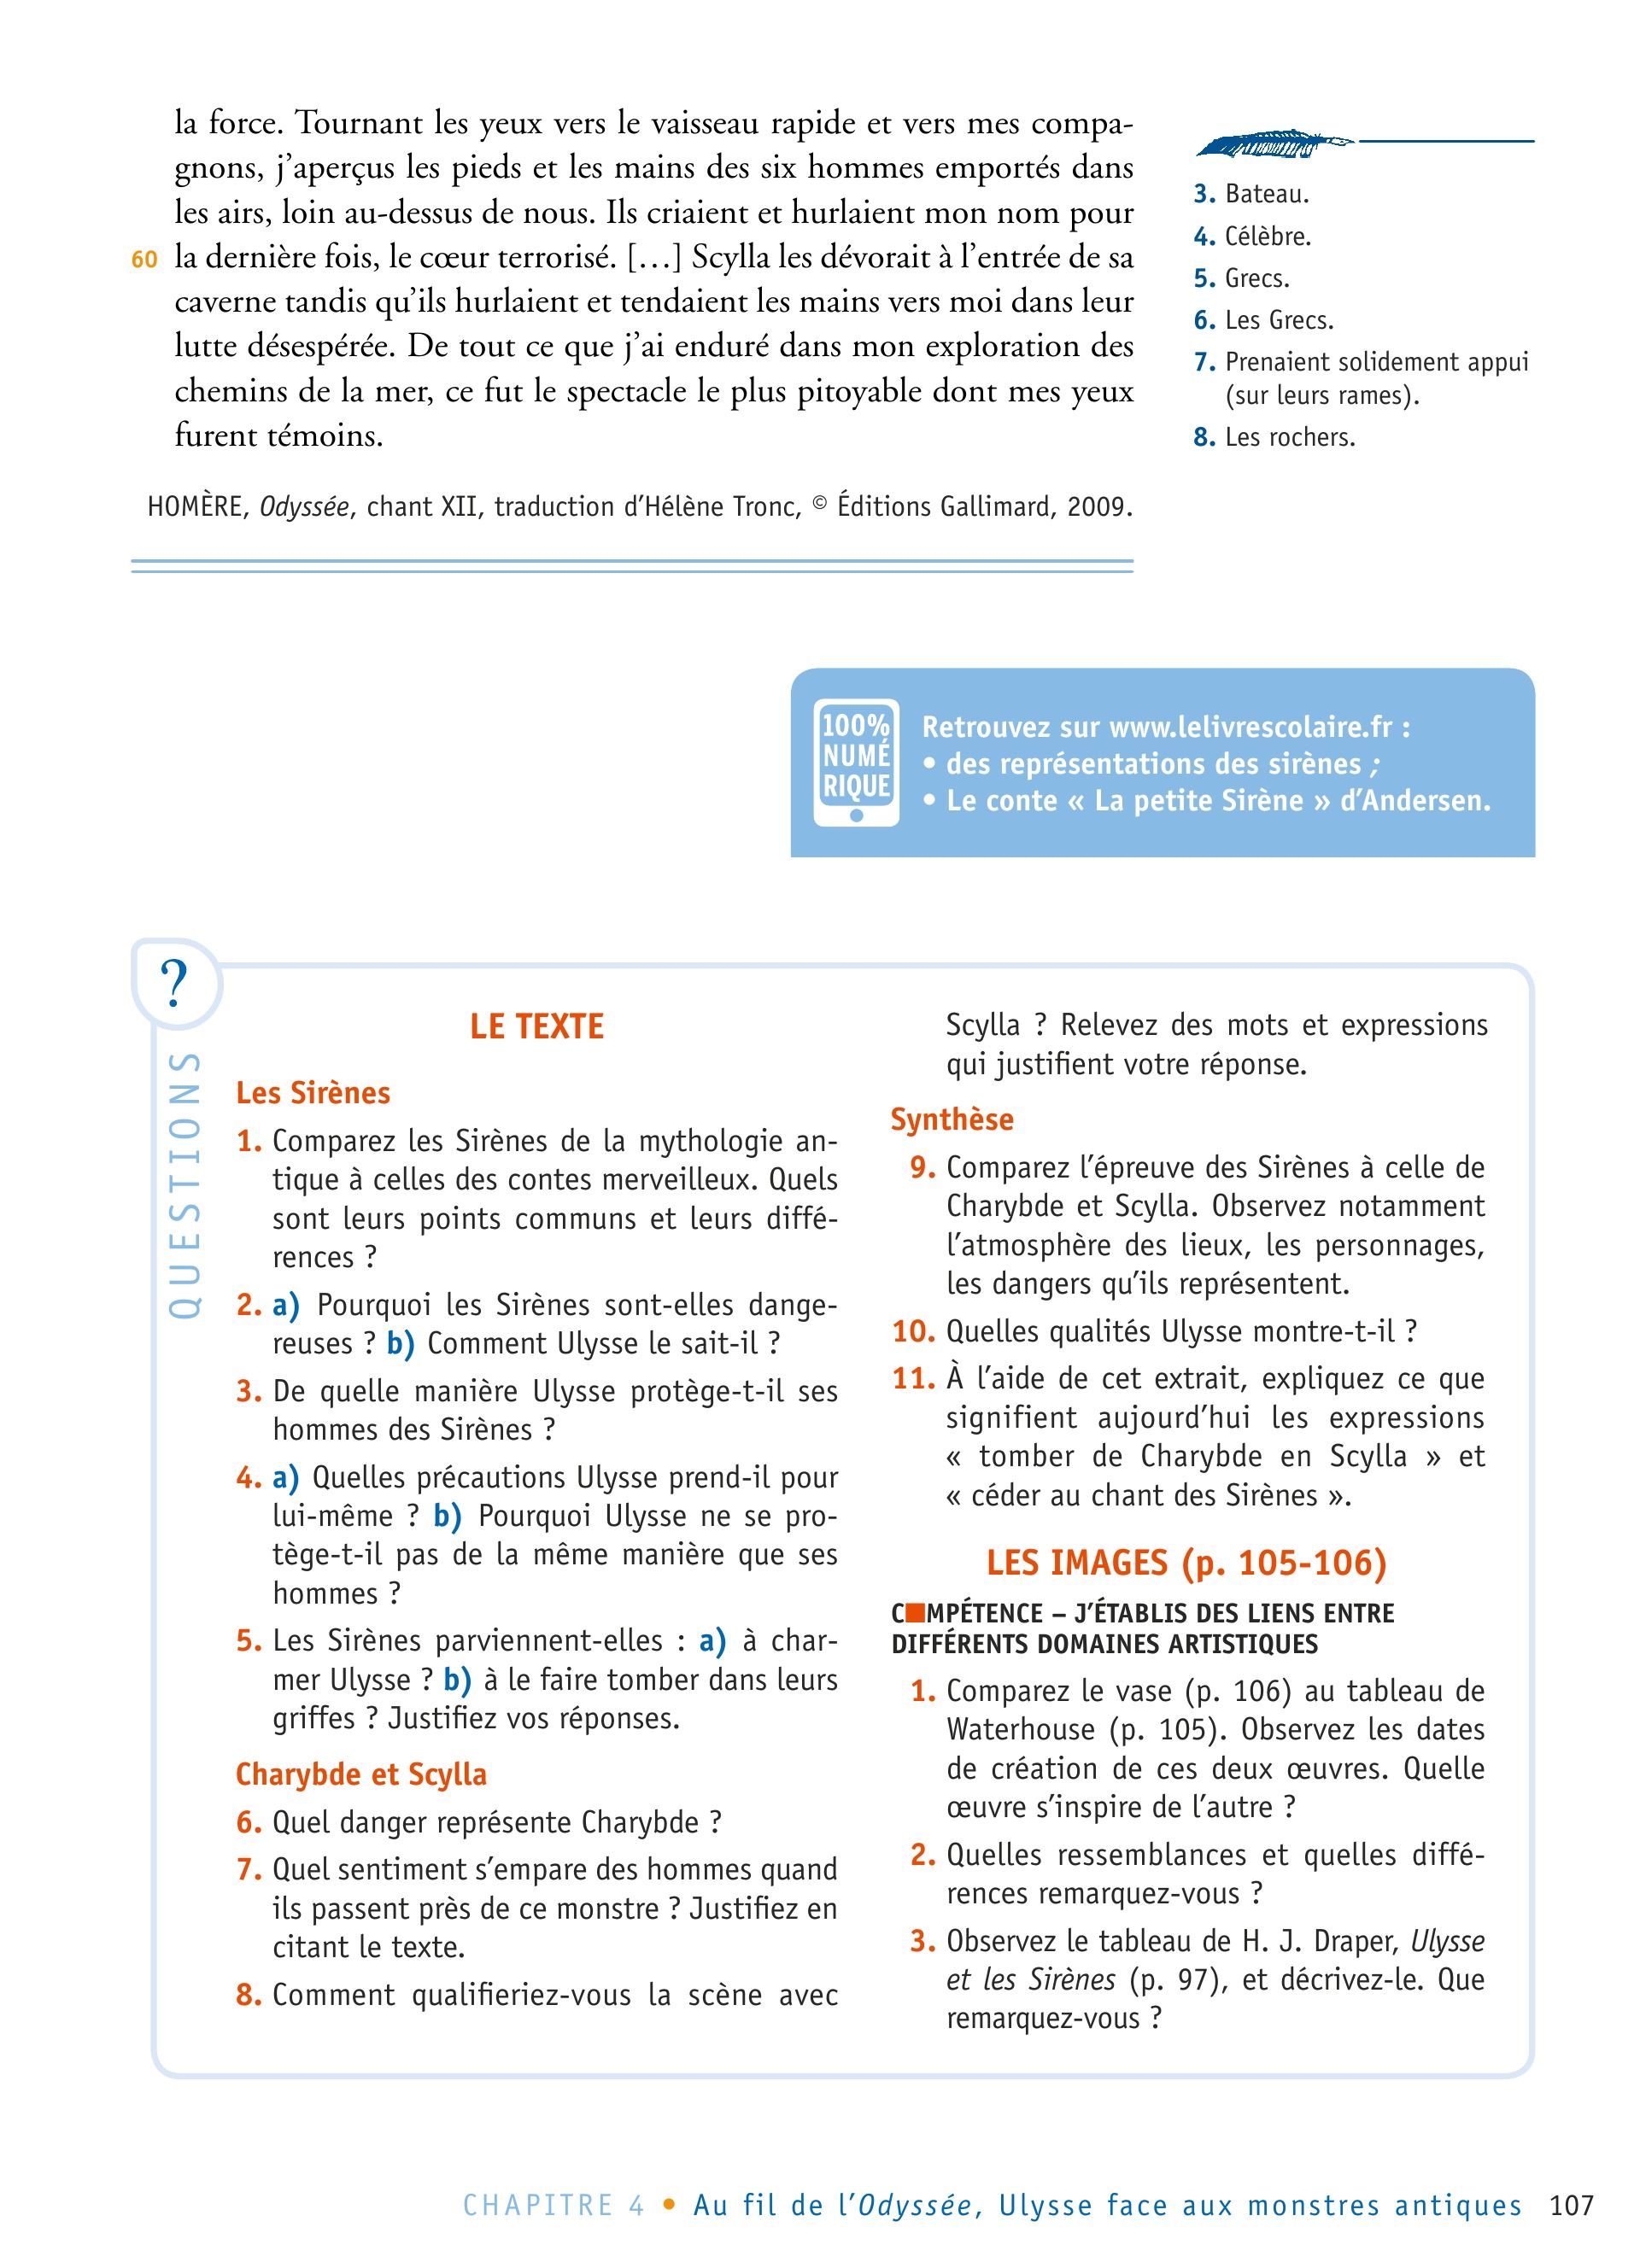 la force. Tournant les yeux vers le vaisseau rapide et vers mes compa-
gnons, j'aperçus les pieds et les mains des six hommes emportés dans
les airs, loin au-dessus de nous. Ils criaient et hurlaient mon nom pour
60 la dernière fois, le cœur terrorisé. […] Scylla les dévorait à l'entrée de sa
caverne tandis qu'ils hurlaient et tendaient les mains vers moi dans leur
lutte désespérée. De tout ce que j'ai enduré dans mon exploration des
chemins de la mer, ce fut le spectacle le plus pitoyable dont mes yeux
furent témoins.
HOMÈRE, Odyssée, chant XII, traduction d'Hélène Tronc, © Éditions Gallimard, 2009.
3. Bateau.
4. Célèbre.
5. Grecs.
6. Les Grecs.
7. Prenaient solidement appui
(sur leurs rames).
8. Les rochers.
100%
NUMÉ
RIQUE
Retrouvez sur www.lelivrescolaire.fr :
• des représentations des sirènes ;
• Le conte « La petite Sirène » d'Andersen.
?
QUESTIONS
LE TEXTE
Les Sirènes
1. Comparez les Sirènes de la mythologie an-
tique à celles des contes merveilleux. Quels
sont leurs points communs et leurs diffé-
rences ?
2. a) Pourquoi les Sirènes sont-elles dange-
reuses ? b) Comment Ulysse le sait-il ?
3. De quelle manière Ulysse protège-t-il ses
hommes des Sirènes ?
4. a) Quelles précautions Ulysse prend-il pour
lui-même ? b) Pourquoi Ulysse ne se pro-
tège-t-il pas de la même manière que ses
hommes ?
5. Les Sirènes parviennent-elles : a) à char-
mer Ulysse ? b) à le faire tomber dans leurs
griffes ? Justifiez vos réponses.
Charybde et Scylla
6. Quel danger représente Charybde ?
7. Quel sentiment s'empare des hommes quand
ils passent près de ce monstre ? Justifiez en
citant le texte.
8. Comment qualifieriez-vous la scène avec
Scylla ? Relevez des mots et expressions
qui justifient votre réponse.
Synthèse
9. Comparez l'épreuve des Sirènes à celle de
Charybde et Scylla. Observez notamment
l'atmosphère des lieux, les personnages,
les dangers qu'ils représentent.
10. Quelles qualités Ulysse montre-t-il ?
11. À l'aide de cet extrait, expliquez ce que
signifient aujourd'hui les expressions
« tomber de Charybde en Scylla » et
« céder au chant des Sirènes ».
LES IMAGES (p. 105-106)
C■MPÉTENCE – J'ÉTABLIS DES LIENS ENTRE
DIFFÉRENTS DOMAINES ARTISTIQUES
1. Comparez le vase (p. 106) au tableau de
Waterhouse (p. 105). Observez les dates
de création de ces deux œuvres. Quelle
œuvre s'inspire de l'autre ?
2. Quelles ressemblances et quelles diffé-
rences remarquez-vous ?
3. Observez le tableau de H. J. Draper, Ulysse
et les Sirènes (p. 97), et décrivez-le. Que
remarquez-vous ?
CHAPITRE 4 • Au fil de l'Odyssée, Ulysse face aux monstres antiques 107